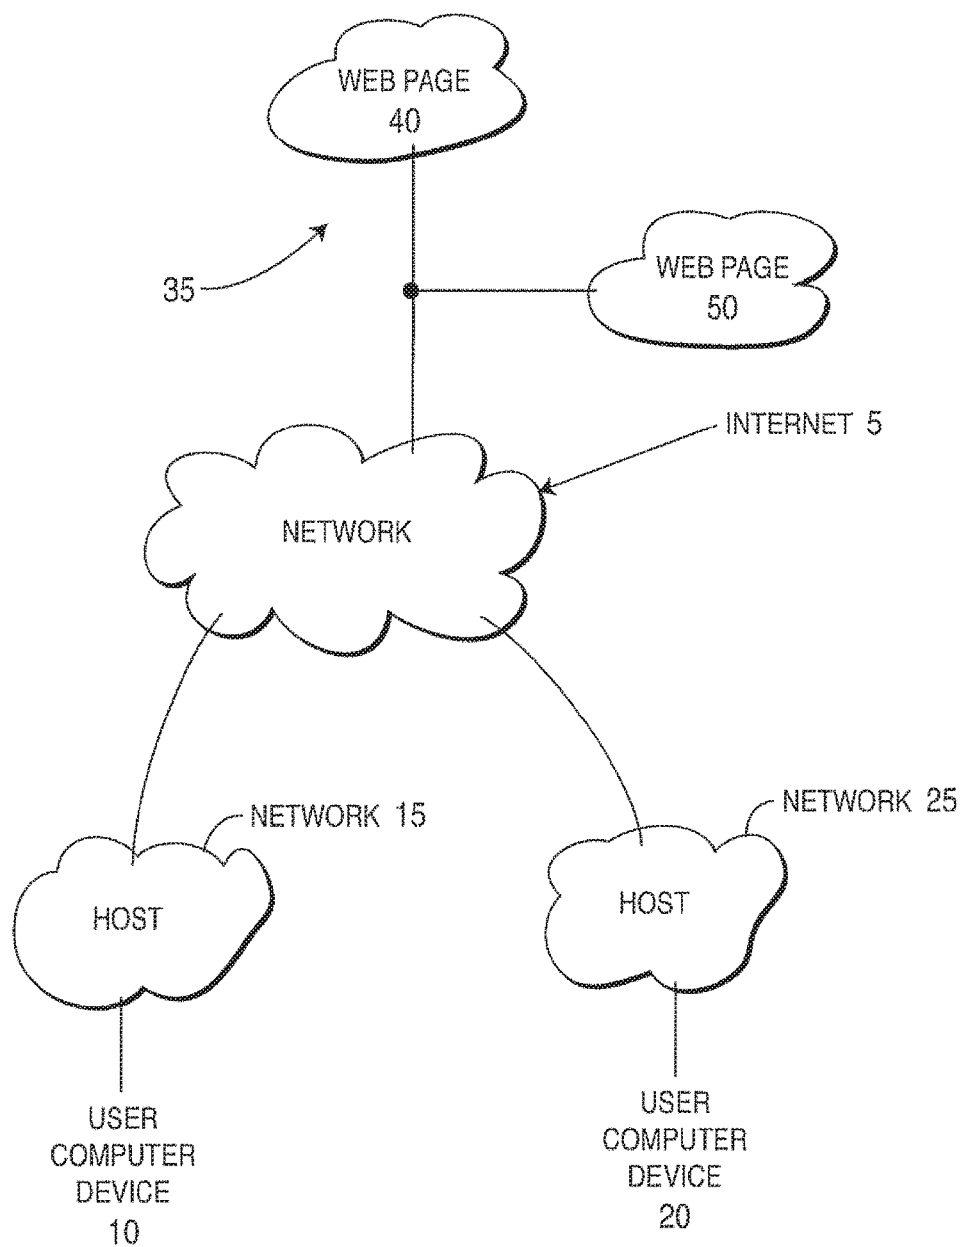 WEB PAGE
40
35
WEB PAGE
50
INTERNET 5
NETWORK
NETWORK 15
NETWORK 25
HOST
HOST
USER
COMPUTER
DEVICE
10
USER
COMPUTER
DEVICE
20